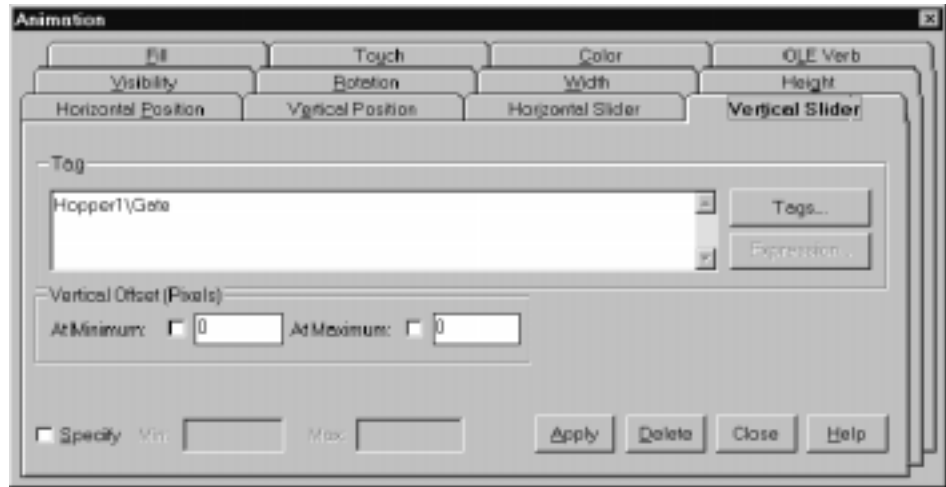 Animation
Fill Touch Color OLE Verb
Visibility Rotation Width Height
Horizontal Position Vertical Position Horizontal Slider Vertical Slider
Tag
Hopper1\Gate
Tags...
Expression...
Vertical Offset (Pixels)
At Minimum: 0 At Maximum: 0
Specify Min: Max: Apply Delete Close Help